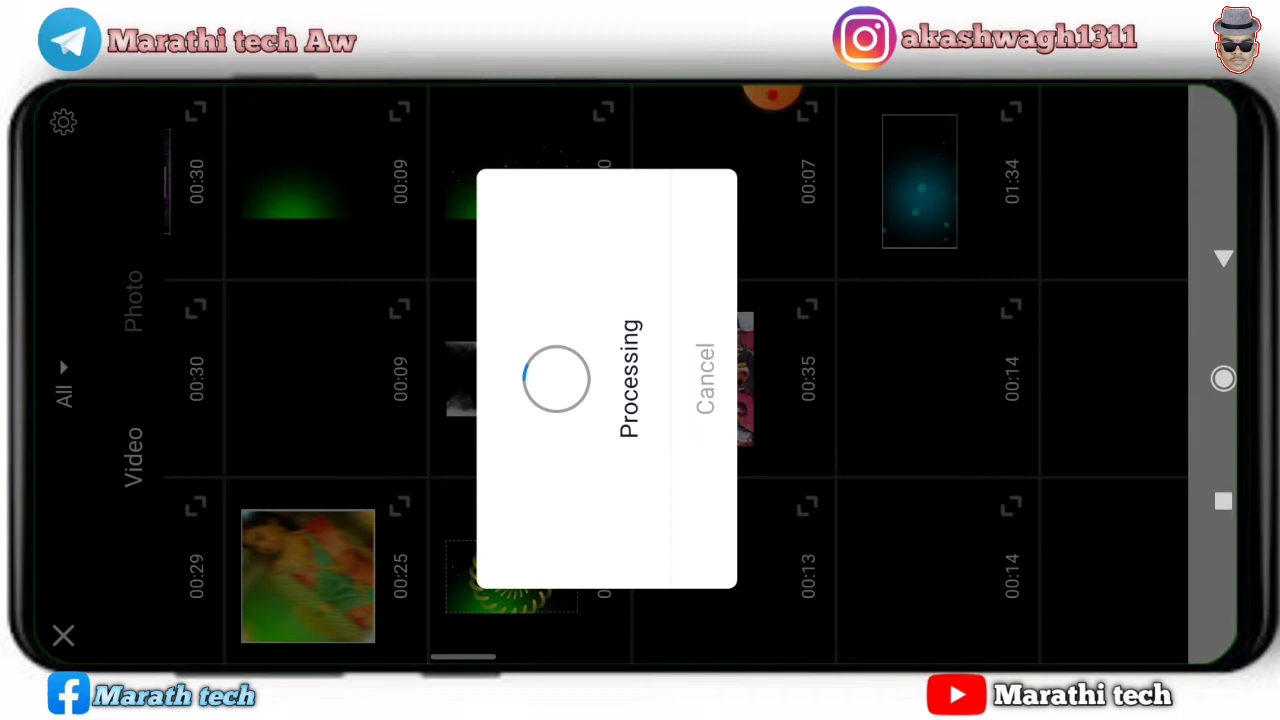 Marathi tech Aw
akashwagh1311
All
Photo
Video
00:30
00:09
0
00:07
01:34
00:30
00:09
00:35
00:14
00:29
00:25
00:13
00:14
Processing
Cancel
Marath tech
Marathi tech